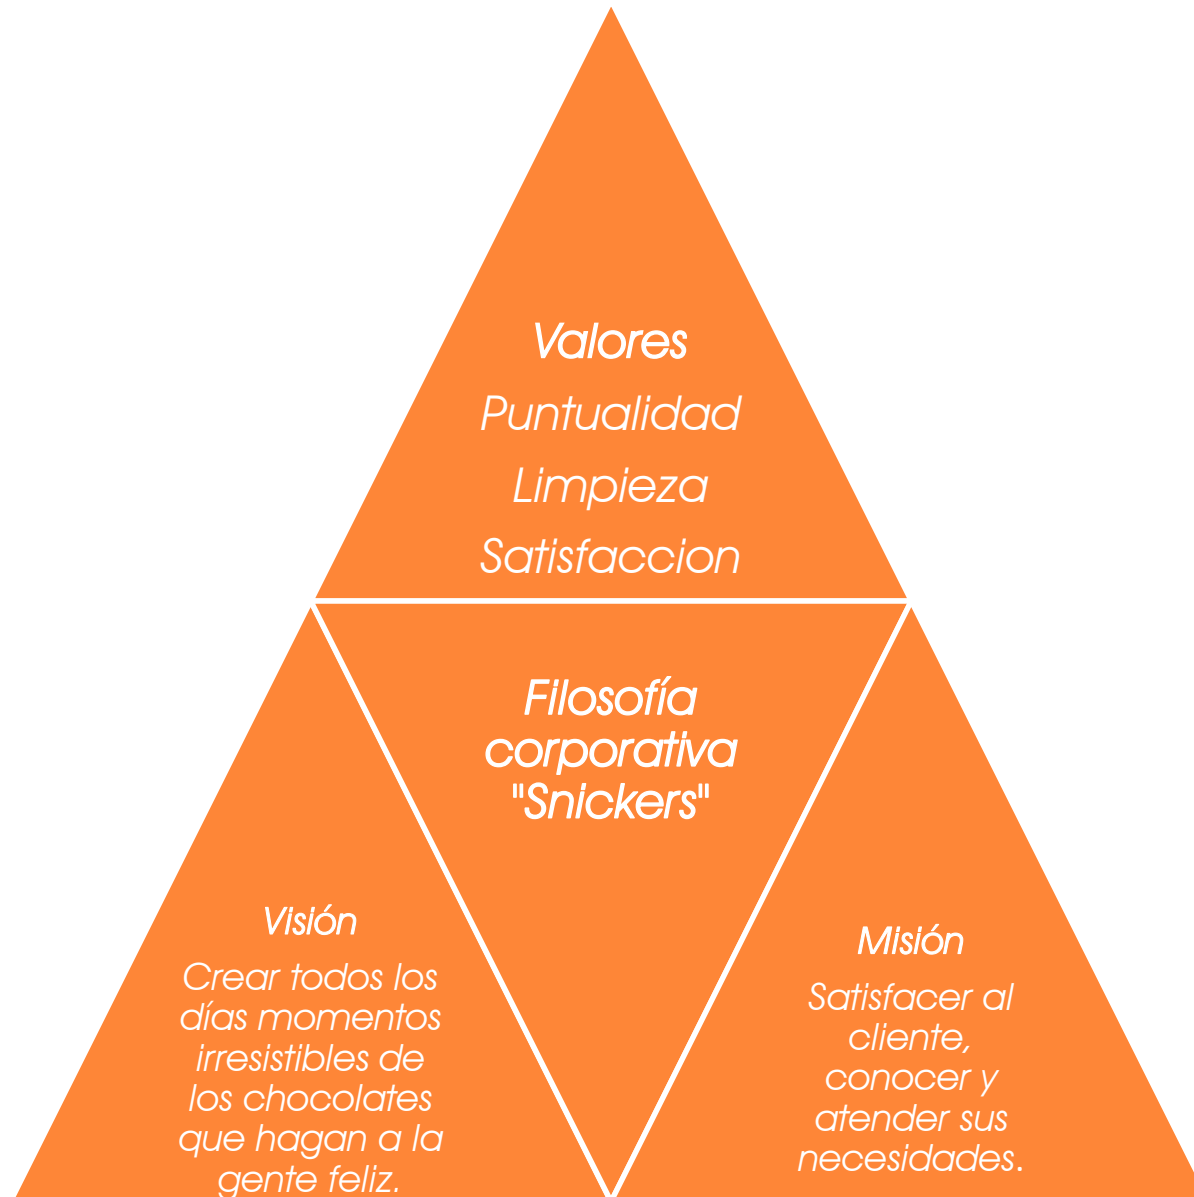 Valores
Puntualidad
Limpieza
Satisfaccion
Filosofía
corporativa
"Snickers"
Visión
Crear todos los
días momentos
irresistibles de
los chocolates
que hagan a la
gente feliz.
Misión
Satisfacer al
cliente,
conocer y
atender sus
necesidades.